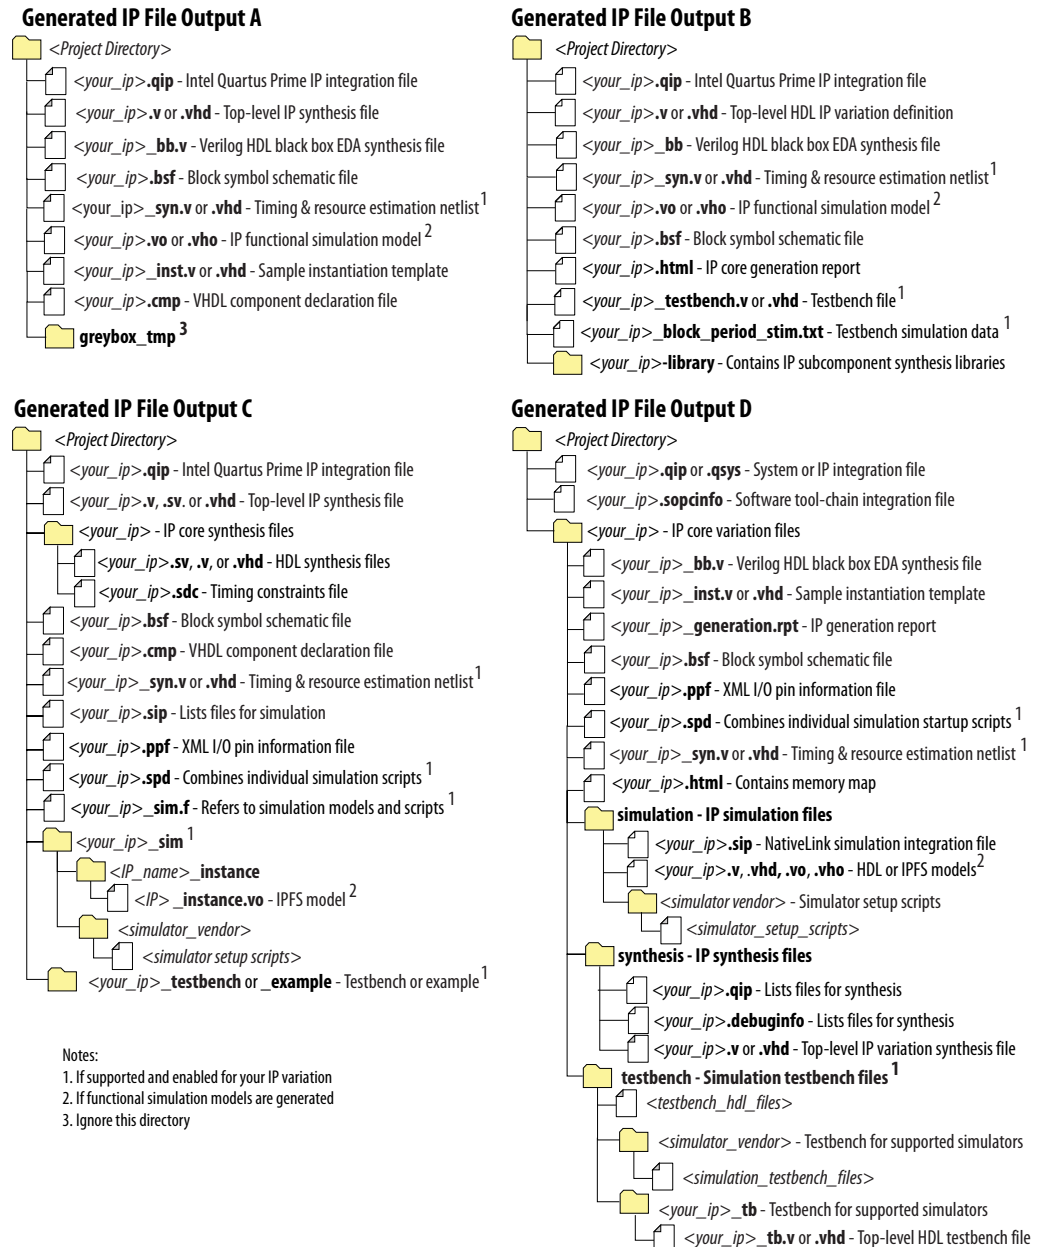 Generated IP File Output A
<Project Directory>
<your_ip>.qip - Intel Quartus Prime IP integration file
<your_ip>.v or .vhd - Top-level IP synthesis file
<your_ip>_bb.v - Verilog HDL black box EDA synthesis file
<your_ip>.bsf - Block symbol schematic file
<your_ip>_syn.v or .vhd - Timing & resource estimation netlist 1
<your_ip>.vo or .vho - IP functional simulation model 2
<your_ip>_inst.v or .vhd - Sample instantiation template
<your_ip>.cmp - VHDL component declaration file
greybox_tmp 3
Generated IP File Output B
<Project Directory>
<your_ip>.qip - Intel Quartus Prime IP integration file
<your_ip>.v or .vhd - Top-level HDL IP variation definition
<your_ip>_bb - Verilog HDL black box EDA synthesis file
<your_ip>_syn.v or .vhd - Timing & resource estimation netlist 1
<your_ip>.vo or .vho - IP functional simulation model 2
<your_ip>.bsf - Block symbol schematic file
<your_ip>.html - IP core generation report
<your_ip>_testbench.v or .vhd - Testbench file 1
<your_ip>_block_period_stim.txt - Testbench simulation data 1
<your_ip>-library - Contains IP subcomponent synthesis libraries
Generated IP File Output C
<Project Directory>
<your_ip>.qip - Intel Quartus Prime IP integration file
<your_ip>.v, .sv. or .vhd - Top-level IP synthesis file
<your_ip> - IP core synthesis files
<your_ip>.sv, .v, or .vhd - HDL synthesis files
<your_ip>.sdc - Timing constraints file
<your_ip>.bsf - Block symbol schematic file
<your_ip>.cmp - VHDL component declaration file
<your_ip>_syn.v or .vhd - Timing & resource estimation netlist 1
<your_ip>.sip - Lists files for simulation
<your_ip>.ppf - XML I/O pin information file
<your_ip>.spd - Combines individual simulation scripts 1
<your_ip>_sim.f - Refers to simulation models and scripts 1
<your_ip>_sim 1
<IP_name>_instance
<IP>_instance.vo - IPFS model 2
<simulator_vendor>
<simulator setup scripts>
<your_ip>_testbench or _example - Testbench or example 1
Notes:
1. If supported and enabled for your IP variation
2. If functional simulation models are generated
3. Ignore this directory
Generated IP File Output D
<Project Directory>
<your_ip>.qip or .qsys - System or IP integration file
<your_ip>.sopcinfo - Software tool-chain integration file
<your_ip> - IP core variation files
<your_ip>_bb.v - Verilog HDL black box EDA synthesis file
<your_ip>_inst.v or .vhd - Sample instantiation template
<your_ip>_generation.rpt - IP generation report
<your_ip>.bsf - Block symbol schematic file
<your_ip>.ppf - XML I/O pin information file
<your_ip>.spd - Combines individual simulation startup scripts 1
<your_ip>_syn.v or .vhd - Timing & resource estimation netlist 1
<your_ip>.html - Contains memory map
simulation - IP simulation files
<your_ip>.sip - NativeLink simulation integration file
<your_ip>.v, .vhd, .vo, .vho - HDL or IPFS models 2
<simulator vendor> - Simulator setup scripts
<simulator_setup_scripts>
synthesis - IP synthesis files
<your_ip>.qip - Lists files for synthesis
<your_ip>.debuginfo - Lists files for synthesis
<your_ip>.v or .vhd - Top-level IP variation synthesis file
testbench - Simulation testbench files 1
<testbench_hdl_files>
<simulator_vendor> - Testbench for supported simulators
<simulation_testbench_files>
<your_ip>_tb - Testbench for supported simulators
<your_ip>_tb.v or .vhd - Top-level HDL testbench file